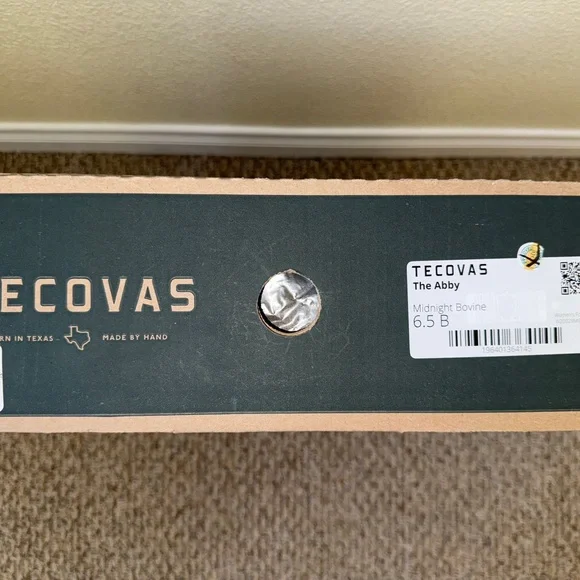 ECOVAS
RN IN TEXAS - MADE BY HAND
TECOVAS
The Abby
Midnight Bovine
6.5 B